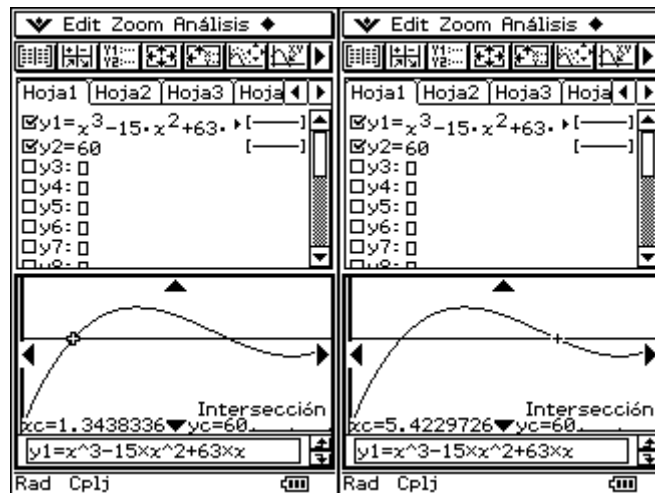 Edit Zoom Análisis ◆
Hoja1 Hoja2 Hoja3 Hoja
y1=x^3-15·x^2+63·
[—]
y2=60
[—]
y3:
y4:
y5:
y6:
y7:
y8:
Intersección
xc=1.3438336 yc=60
y1=x^3-15×x^2+63×x
Rad Cplj
Edit Zoom Análisis ◆
Hoja1 Hoja2 Hoja3 Hoja
y1=x^3-15·x^2+63·
[—]
y2=60
[—]
y3:
y4:
y5:
y6:
y7:
y8:
Intersección
xc=5.4229726 yc=60
y1=x^3-15×x^2+63×x
Rad Cplj